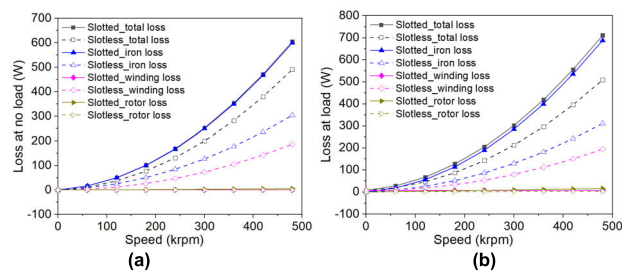 700
600
500
400
300
200
100
0
-100
Loss at no load (W)
Slotted_total loss
Slotless_total loss
Slotted_iron loss
Slotless_iron loss
Slotted_winding loss
Slotless_winding loss
Slotted_rotor loss
Slotless_rotor loss
0 100 200 300 400 500
Speed (krpm)
(a)
800
700
600
500
400
300
200
100
0
-100
Loss at load (W)
Slotted_total loss
Slotless_total loss
Slotted_iron loss
Slotless_iron loss
Slotted_winding loss
Slotless_winding loss
Slotted_rotor loss
Slotless_rotor loss
0 100 200 300 400 500
Speed (krpm)
(b)